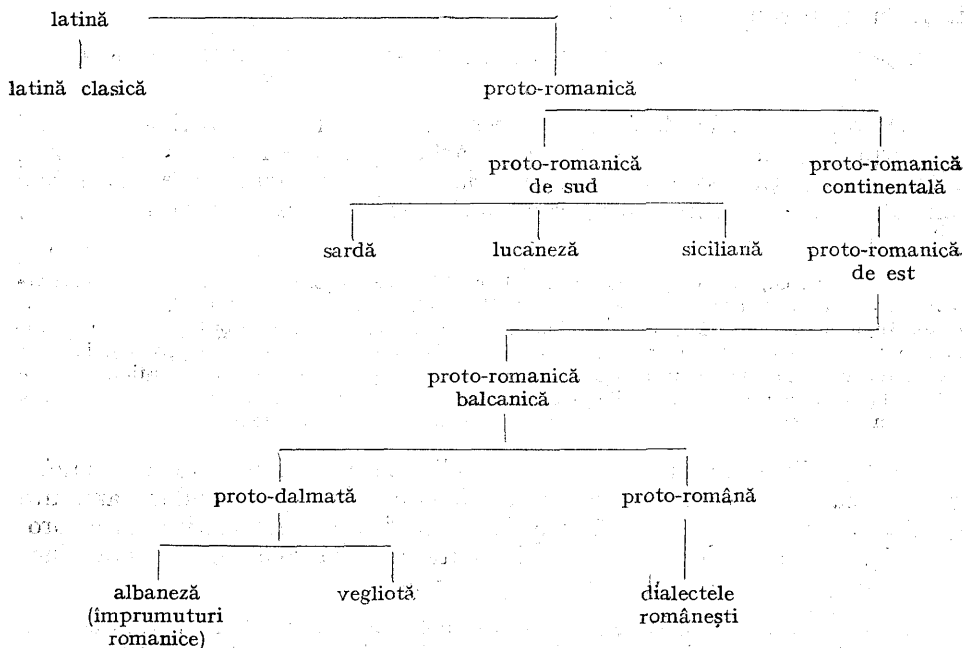 latină
latină clasică
proto-romanică
proto-romanică
de sud
proto-romanică
continentală
sardă
lucaneză
siciliană
proto-romanică
de est
proto-romanică
balcanică
proto-dalmată
proto-română
albaneză
(împrumuturi
romanice)
vegliotă
dialectele
românești